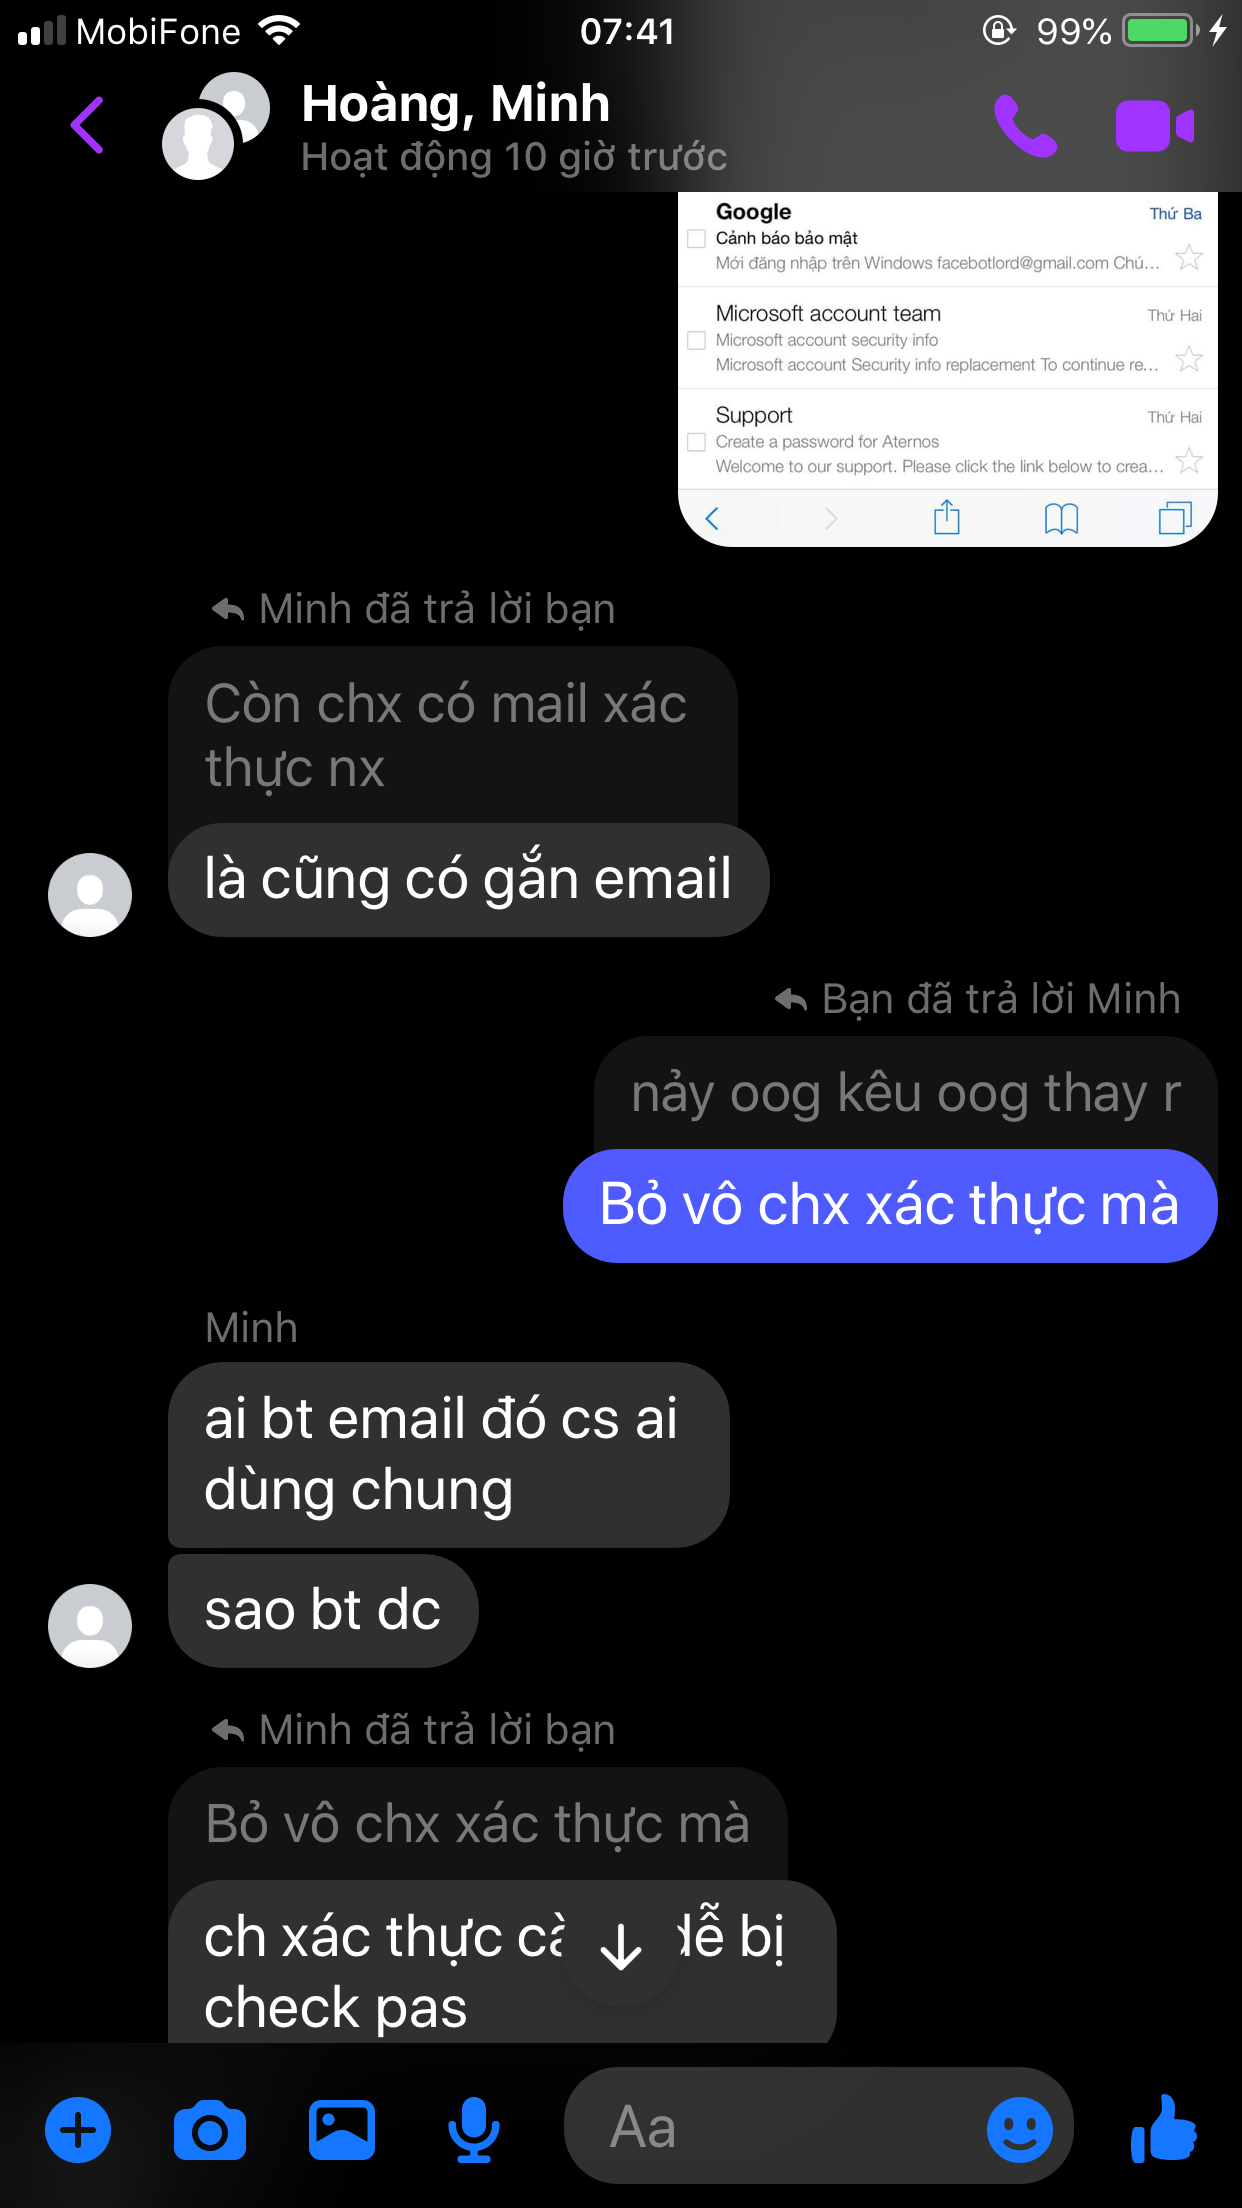 MobiFone 07:41 99%
Hoàng, Minh
Hoạt động 10 giờ trước
Google Thứ Ba
Cảnh báo bảo mật
Mới đăng nhập trên Windows facebotlord@gmail.com Chú...
Microsoft account team Thứ Hai
Microsoft account security info
Microsoft account Security info replacement To continue re...
Support Thứ Hai
Create a password for Aternos
Welcome to our support. Please click the link below to crea...
Minh đã trả lời bạn
Còn chx có mail xác
thực nx
là cũng có gắn email
Bạn đã trả lời Minh
nảy oog kêu oog thay r
Bỏ vô chx xác thực mà
Minh
ai bt email đó cs ai
dùng chung
sao bt dc
Minh đã trả lời bạn
Bỏ vô chx xác thực mà
ch xác thực dễ bị
check pas
Aa